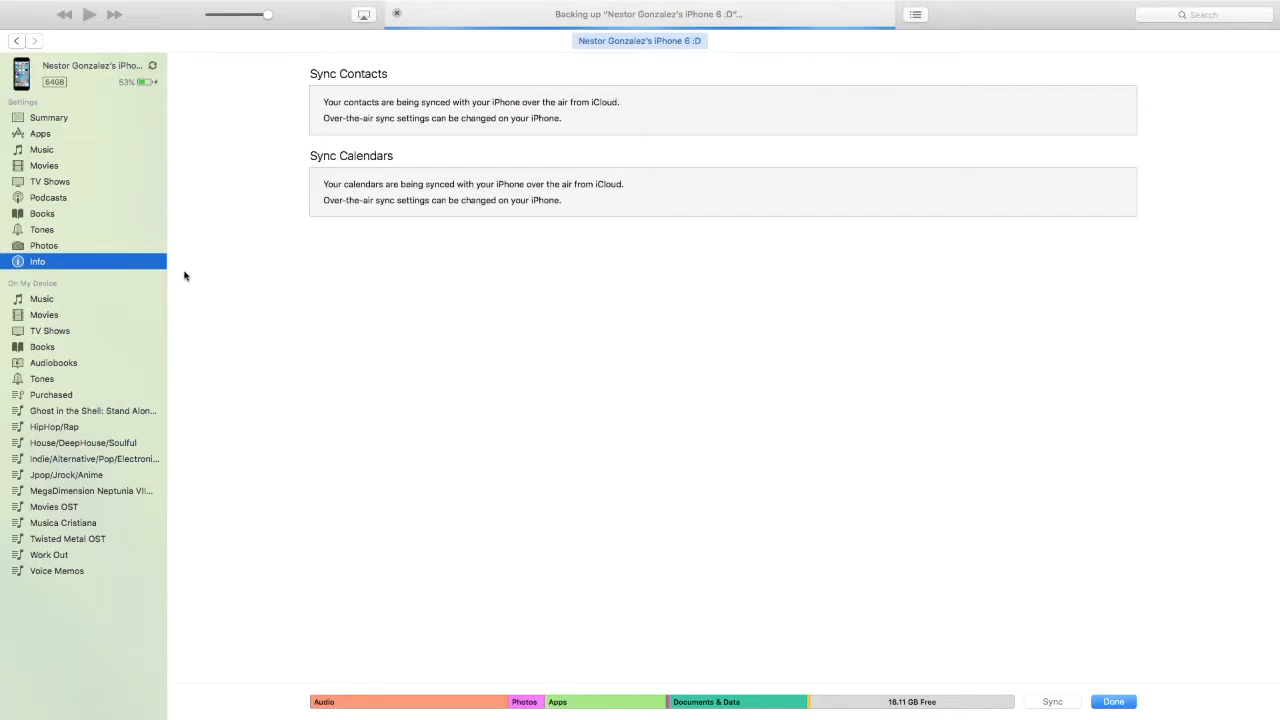 Backing up “Nestor Gonzalez’s iPhone 6 :D”...
Search
Nestor Gonzalez’s iPhone 6 :D
Nestor Gonzalez’s iPho...
64GB
53%
Settings
Summary
Apps
Music
Movies
TV Shows
Podcasts
Books
Tones
Photos
Info
On My Device
Music
Movies
TV Shows
Books
Audiobooks
Tones
Purchased
Ghost in the Shell: Stand Alon...
HipHop/Rap
House/DeepHouse/Soulful
Indie/Alternative/Pop/Electroni...
Jpop/Jrock/Anime
MegaDimension Neptunia VII...
Movies OST
Musica Cristiana
Twisted Metal OST
Work Out
Voice Memos
Sync Contacts
Your contacts are being synced with your iPhone over the air from iCloud.
Over-the-air sync settings can be changed on your iPhone.
Sync Calendars
Your calendars are being synced with your iPhone over the air from iCloud.
Over-the-air sync settings can be changed on your iPhone.
Audio
Photos
Apps
Documents & Data
16.11 GB Free
Sync
Done